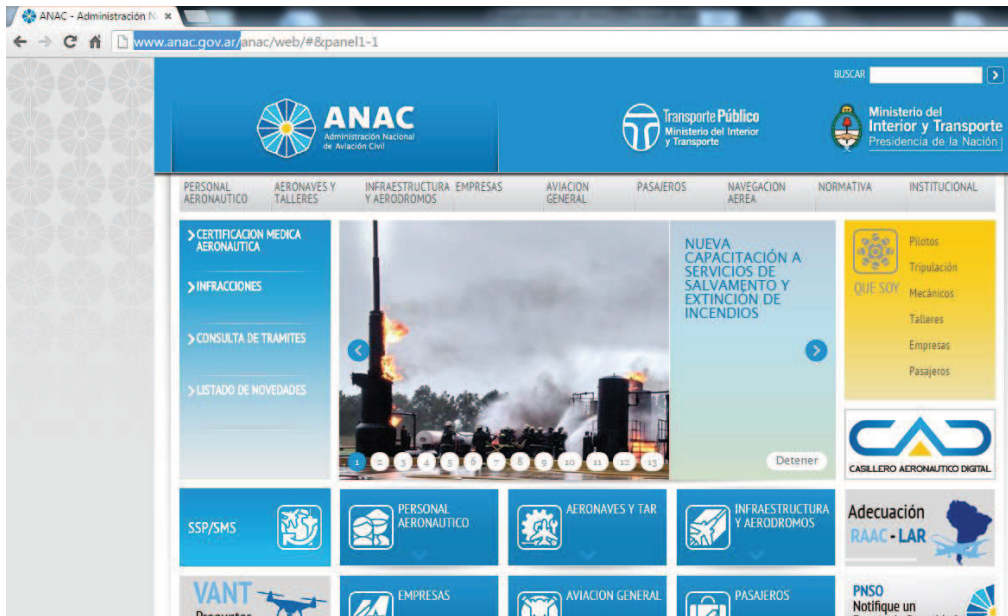 ANAC - Administración N
www.anac.gov.ar/anac/web/#&panel1-1
BUSCAR
ANAC
Administración Nacional
de Aviación Civil
Transporte Público
Ministerio del Interior
y Transporte
Ministerio del
Interior y Transporte
Presidencia de la Nación
PERSONAL
AERONAUTICO
AERONAVES Y
TALLERES
INFRAESTRUCTURA
Y AERODROMOS
EMPRESAS
AVIACION
GENERAL
PASAJEROS
NAVEGACION
AEREA
NORMATIVA
INSTITUCIONAL
CERTIFICACION MEDICA
AERONAUTICA
INFRACCIONES
CONSULTA DE TRAMITES
LISTADO DE NOVEDADES
NUEVA
CAPACITACIÓN A
SERVICIOS DE
SALVAMENTO Y
EXTINCIÓN DE
INCENDIOS
1 2 3 4 5 6 7 8 9 10 11 12 13
Detener
QUE SOY
Pilotos
Tripulación
Mecánicos
Talleres
Empresas
Pasajeros
CAD
CASILLERO AERONAUTICO DIGITAL
SSP/SMS
PERSONAL
AERONAUTICO
AERONAVES Y TAR
INFRAESTRUCTURA
Y AERODROMOS
Adecuación
RAAC - LAR
VANT
EMPRESAS
AVIACION GENERAL
PASAJEROS
PNSO
Notifique un